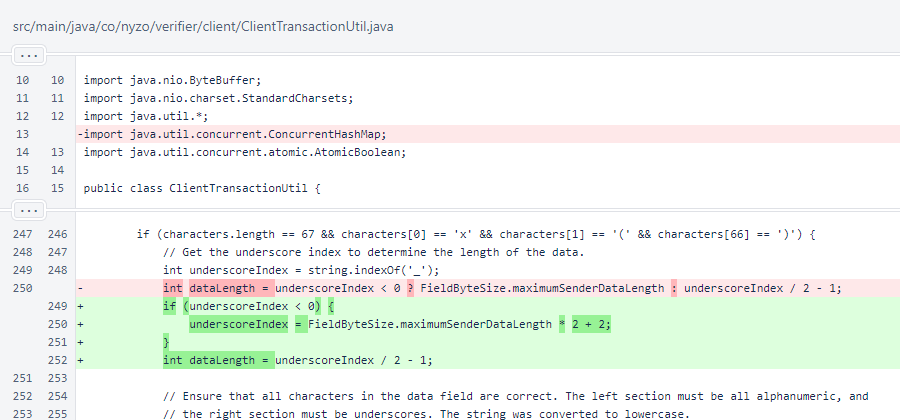 src/main/java/co/nyzo/verifier/client/ClientTransactionUtil.java
...
10 10 import java.nio.ByteBuffer;
11 11 import java.nio.charset.StandardCharsets;
12 12 import java.util.*;
13 -import java.util.concurrent.ConcurrentHashMap;
14 13 import java.util.concurrent.atomic.AtomicBoolean;
15 14
16 15 public class ClientTransactionUtil {
...
247 246 if (characters.length == 67 && characters[0] == 'x' && characters[1] == '(' && characters[66] == ')') {
248 247 // Get the underscore index to determine the length of the data.
249 248 int underscoreIndex = string.indexOf('_');
250 - int dataLength = underscoreIndex < 0 ? FieldByteSize.maximumSenderDataLength : underscoreIndex / 2 - 1;
249 + if (underscoreIndex < 0) {
250 + underscoreIndex = FieldByteSize.maximumSenderDataLength * 2 + 2;
251 + }
252 + int dataLength = underscoreIndex / 2 - 1;
251 253
252 254 // Ensure that all characters in the data field are correct. The left section must be all alphanumeric, and
253 255 // the right section must be underscores. The string was converted to lowercase.